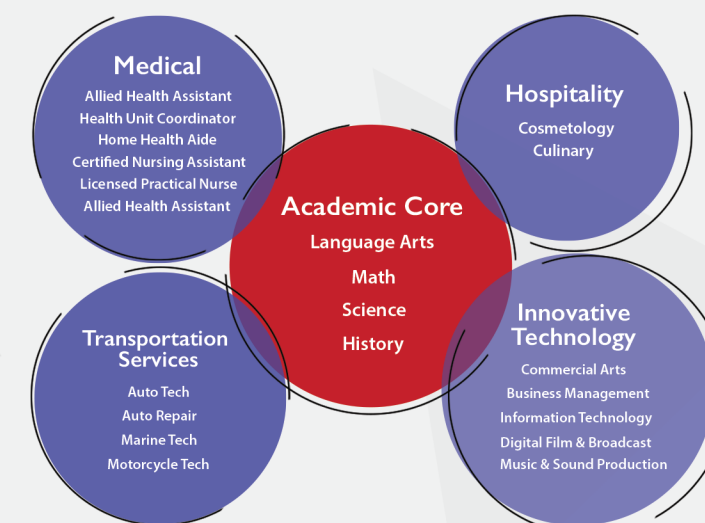 Medical
Allied Health Assistant
Health Unit Coordinator
Home Health Aide
Certified Nursing Assistant
Licensed Practical Nurse
Allied Health Assistant
Hospitality
Cosmetology
Culinary
Academic Core
Language Arts
Math
Science
History
Transportation
Services
Auto Tech
Auto Repair
Marine Tech
Motorcycle Tech
Innovative
Technology
Commercial Arts
Business Management
Information Technology
Digital Film & Broadcast
Music & Sound Production